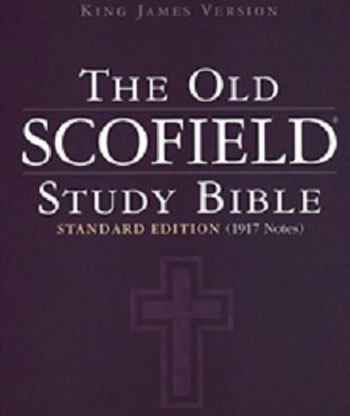 KING JAMES VERSION
THE OLD
SCOFIELD®
STUDY BIBLE
STANDARD EDITION (1917 Notes)